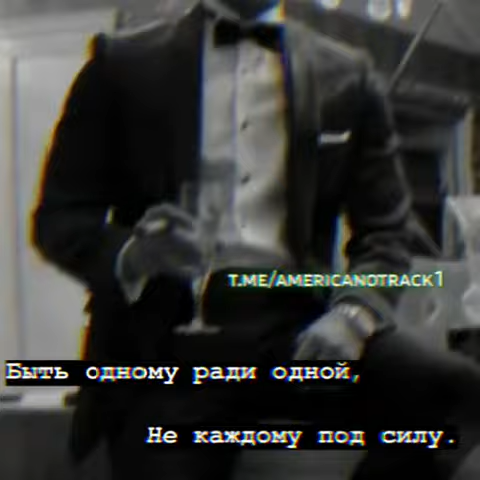 T.ME/AMERICANOTRACK1
Быть одному ради одной,
Не каждому под силу.